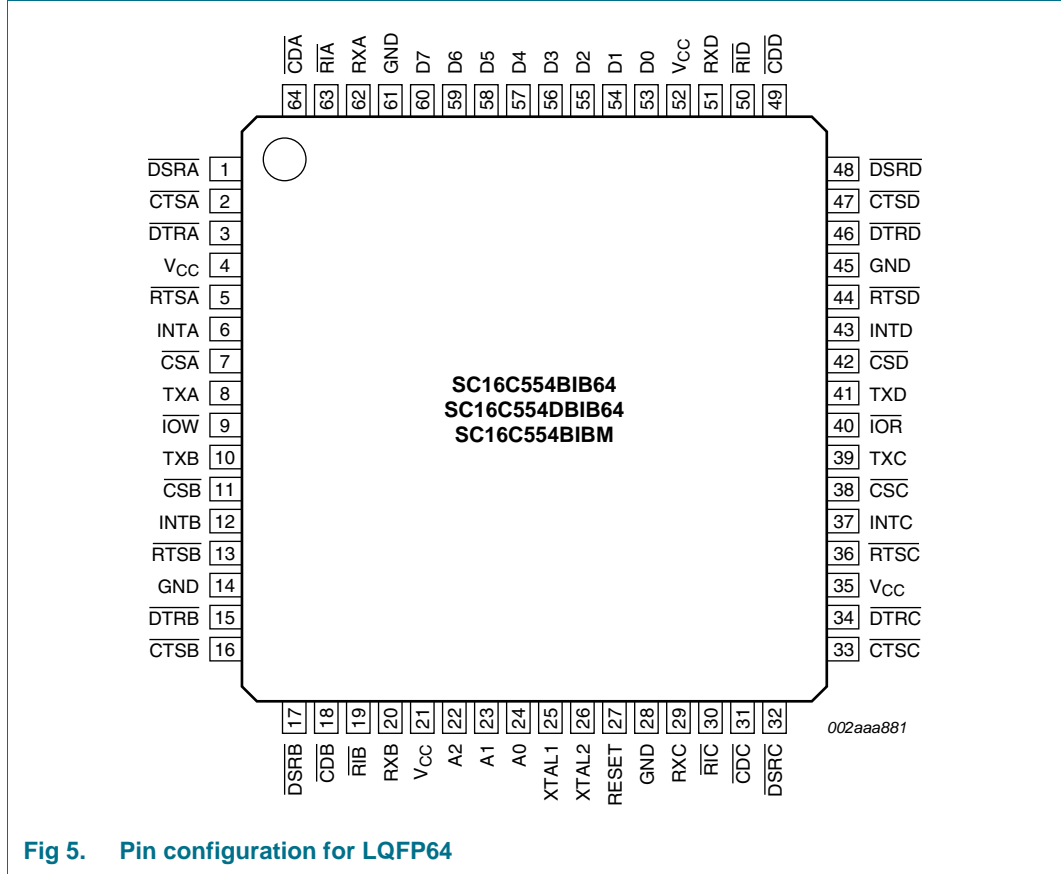 CDA RIA RXA GND D7 D6 D5 D4 D3 D2 D1 D0 VCC RXD RID CDD
64 63 62 61 60 59 58 57 56 55 54 53 52 51 50 49
DSRA 1
CTSA 2
DTRA 3
VCC 4
RTSA 5
INTA 6
CSA 7
TXA 8
IOW 9
TXB 10
CSB 11
INTB 12
RTSB 13
GND 14
DTRB 15
CTSB 16
SC16C554BIB64
SC16C554DBIB64
SC16C554BIBM
48 DSRD
47 CTSD
46 DTRD
45 GND
44 RTSD
43 INTD
42 CSD
41 TXD
40 IOR
39 TXC
38 CSC
37 INTC
36 RTSC
35 VCC
34 DTRC
33 CTSC
17 18 19 20 21 22 23 24 25 26 27 28 29 30 31 32
DSRB CDB RIB RXB VCC A2 A1 A0 XTAL1 XTAL2 RESET GND RXC RIC CDC DSRC
002aaa881
Fig 5. Pin configuration for LQFP64